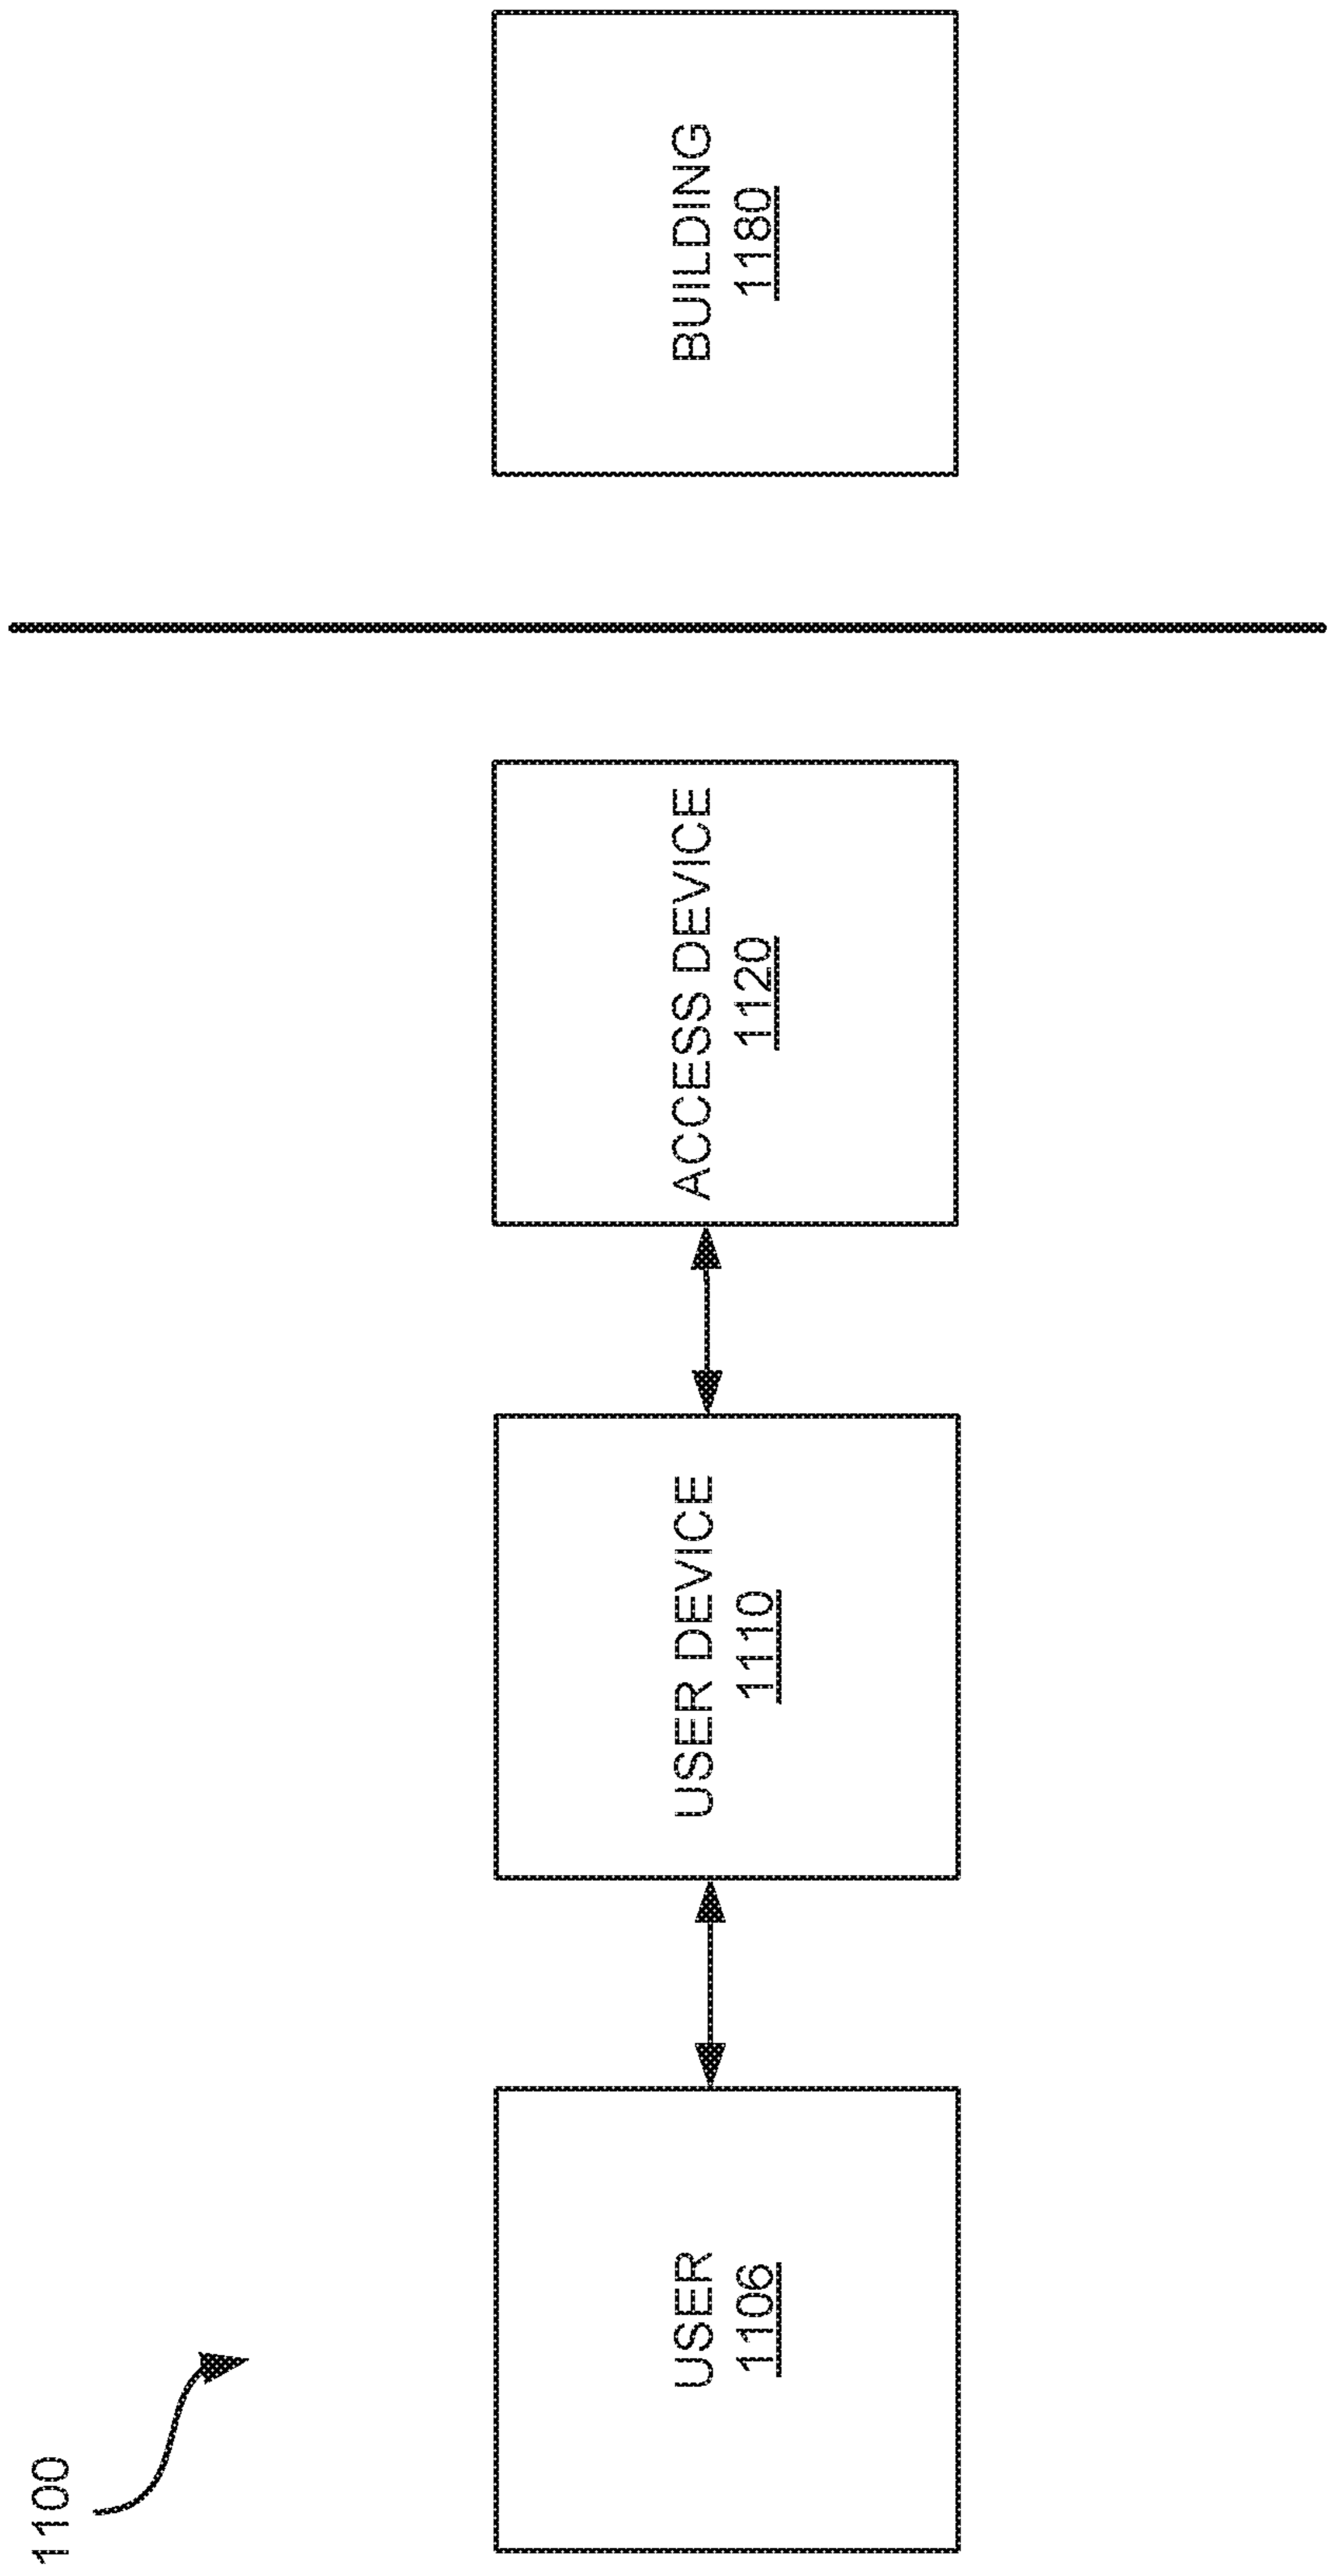 1100
USER
1106
USER DEVICE
1110
ACCESS DEVICE
1120
BUILDING
1180